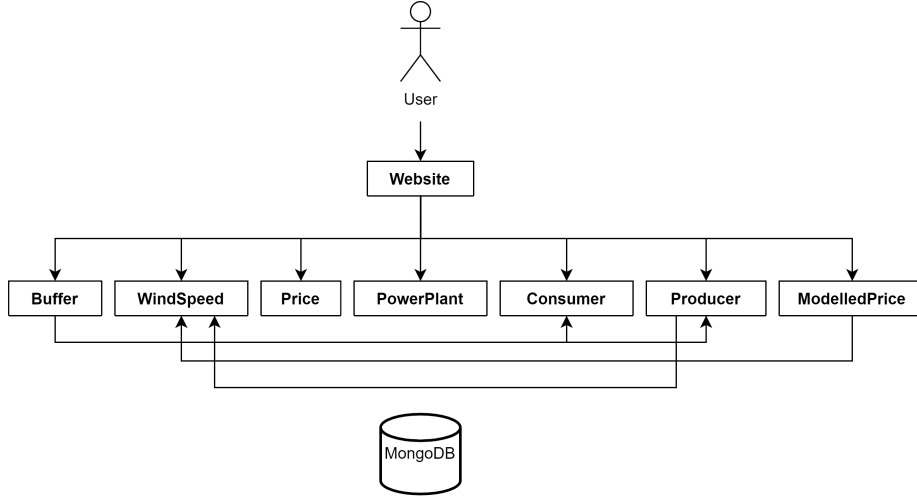 User
Website
Buffer
WindSpeed
Price
PowerPlant
Consumer
Producer
ModelledPrice
MongoDB